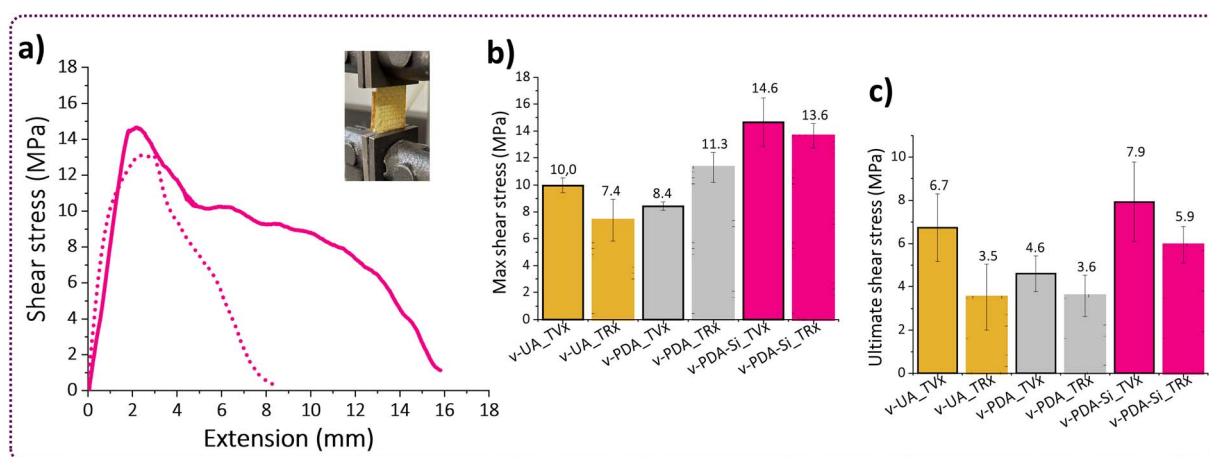 a)
Shear stress (MPa)
18
16
14
12
10
8
6
4
2
0
0 2 4 6 8 10 12 14 16 18
Extension (mm)
b)
Max shear stress (MPa)
18
16
14
12
10
8
6
4
2
0
10,0
7.4
8.4
11.3
14.6
13.6
v-UA_TVx
v-UA_TRx
v-PDA_TVx
v-PDA_TRx
v-PDA-Si_TVx
v-PDA-Si_TRx
c)
Ultimate shear stress (MPa)
10
8
6
4
2
0
6.7
3.5
4.6
3.6
7.9
5.9
v-UA_TVx
v-UA_TRx
v-PDA_TVx
v-PDA_TRx
v-PDA-Si_TVx
v-PDA-Si_TRx